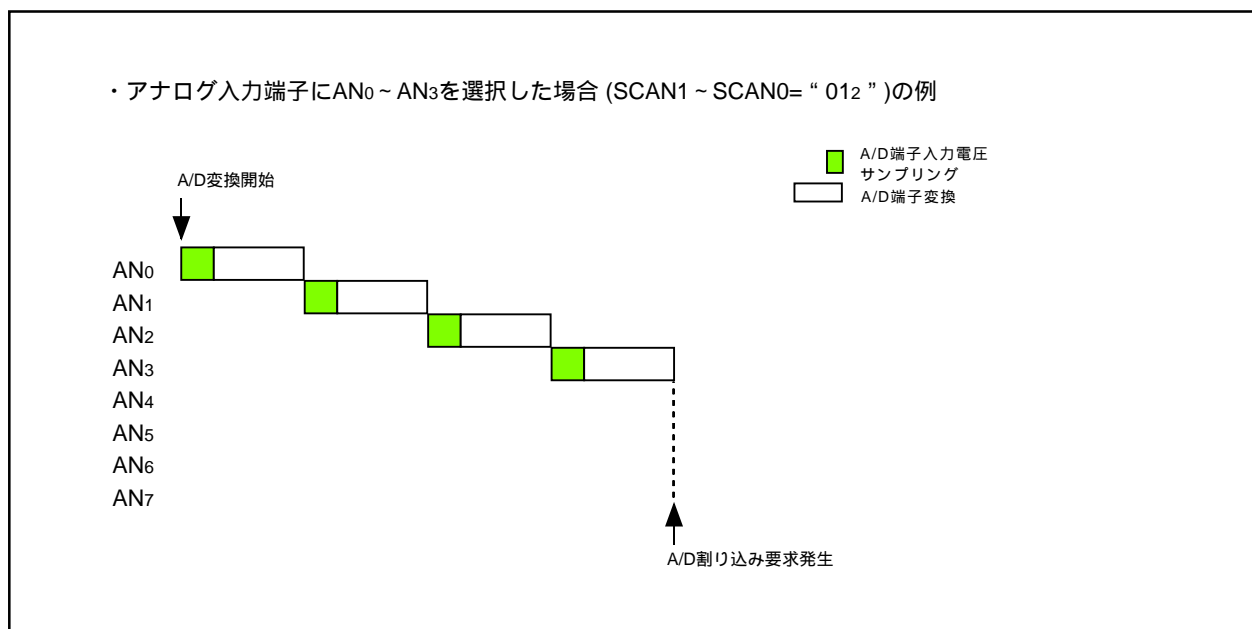 ・アナログ入力端子にAN0~AN3を選択した場合 (SCAN1~SCAN0= “ 012 ” )の例
A/D端子入力電圧
サンプリング
A/D端子変換
A/D変換開始
AN0
AN1
AN2
AN3
AN4
AN5
AN6
AN7
A/D割り込み要求発生